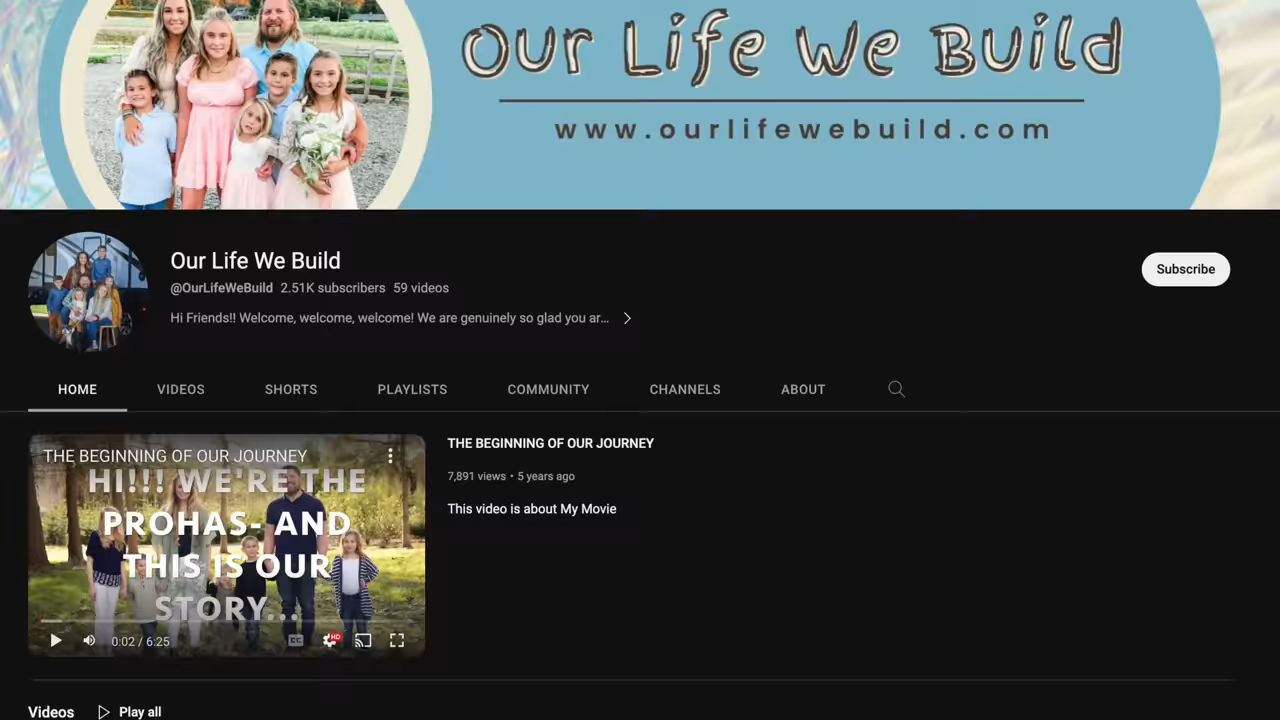 Our Life We Build
www.ourlifewebuild.com
Our Life We Build
@OurLifeWeBuild 2.51K subscribers 59 videos
Hi Friends!! Welcome, welcome, welcome! We are genuinely so glad you ar...
Subscribe
HOME VIDEOS SHORTS PLAYLISTS COMMUNITY CHANNELS ABOUT
THE BEGINNING OF OUR JOURNEY
HI!!! WE'RE THE
PROHAS- AND
THIS IS OUR
STORY...
0:02 / 6:25 CC HD
THE BEGINNING OF OUR JOURNEY
7,891 views • 5 years ago
This video is about My Movie
Videos Play all